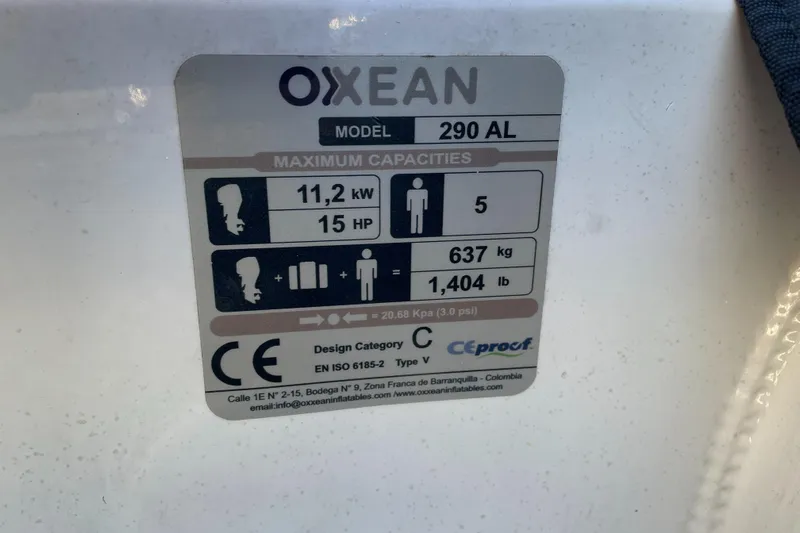 OXXEAN
MODEL 290 AL
MAXIMUM CAPACITIES
11,2 kW
15 HP
5
+ + = 637 kg
1,404 lb
= 20.68 Kpa (3.0 psi)
CE Design Category C CEproof
EN ISO 6185-2 Type V
Calle 1E N° 2-15, Bodega N° 9, Zona Franca de Barranquilla - Colombia
email:info@oxxeaninflatables.com /www.oxxeaninflatables.com